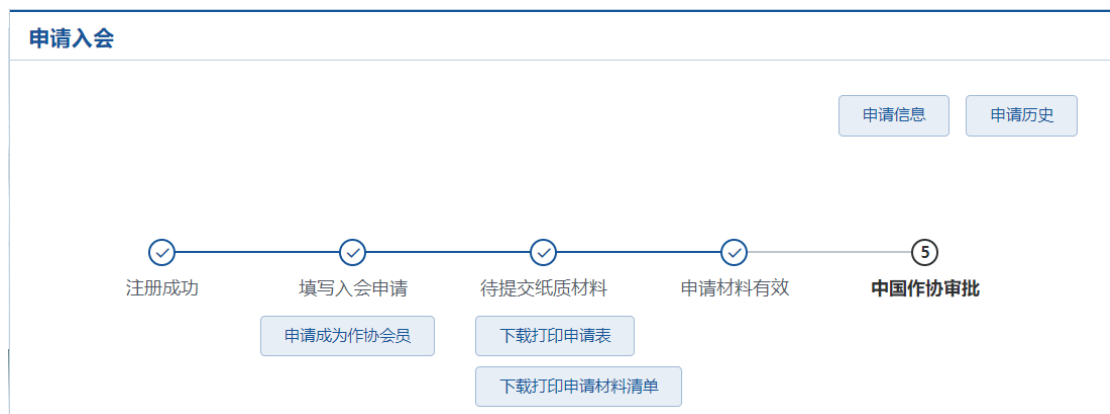 申请入会
申请信息 申请历史
5
注册成功 填写入会申请 待提交纸质材料 申请材料有效 中国作协审批
申请成为作协会员 下载打印申请表
下载打印申请材料清单